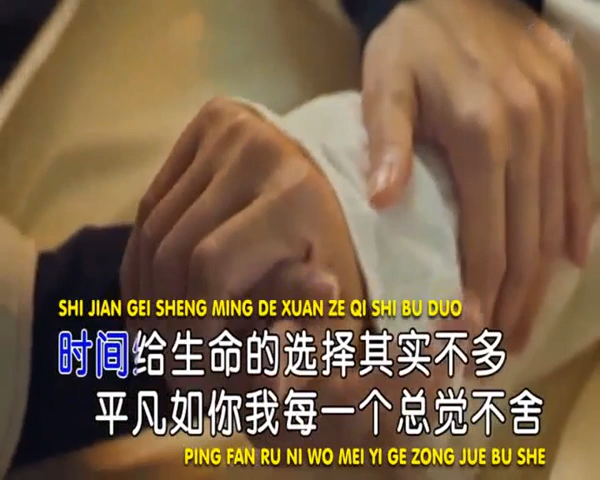 SHI JIAN GEI SHENG MING DE XUAN ZE QI SHI BU DUO
时间给生命的选择其实不多
平凡如你我每一个总觉不舍
PING FAN RU NI WO MEI YI GE ZONG JUE BU SHE